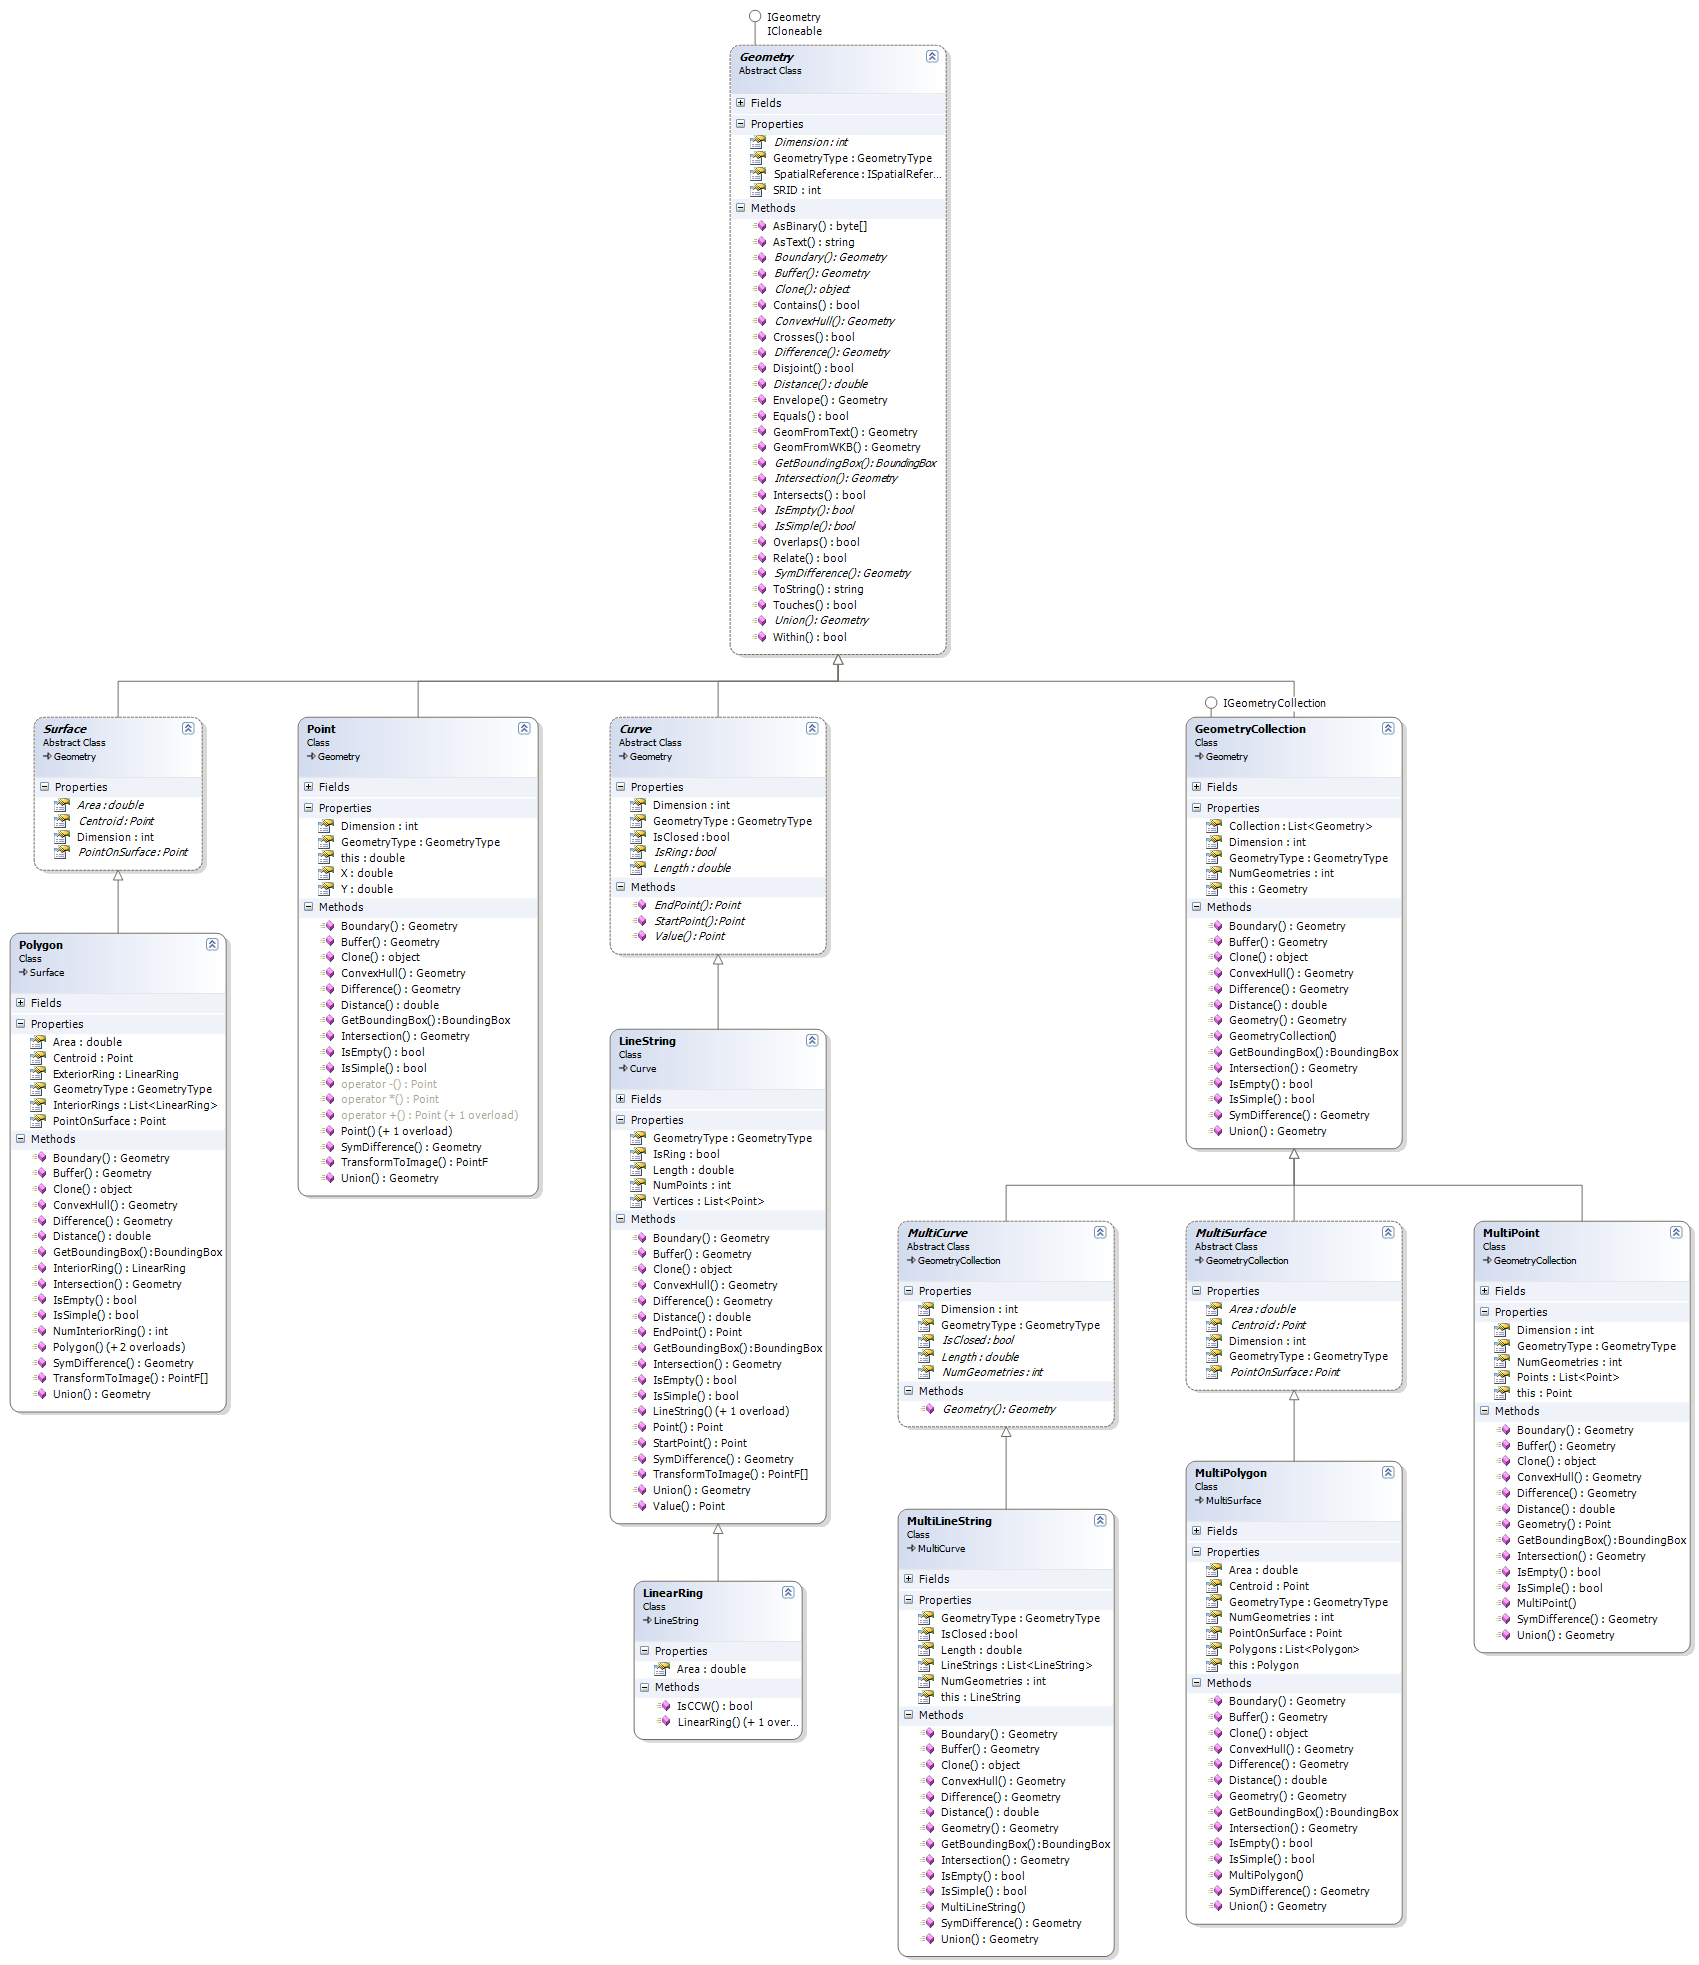 IGeometry
ICloneable
Geometry
Abstract Class
Fields
Properties
Dimension : int
GeometryType : GeometryType
SpatialReference : ISpatialRefer...
SRID : int
Methods
AsBinary() : byte[]
AsText() : string
Boundary() : Geometry
Buffer() : Geometry
Clone() : object
Contains() : bool
ConvexHull() : Geometry
Crosses() : bool
Difference() : Geometry
Disjoint() : bool
Distance() : double
Envelope() : Geometry
Equals() : bool
GeomFromText() : Geometry
GeomFromWKB() : Geometry
GetBoundingBox() : BoundingBox
Intersection() : Geometry
Intersects() : bool
IsEmpty() : bool
IsSimple() : bool
Overlaps() : bool
Relate() : bool
SymDifference() : Geometry
ToString() : string
Touches() : bool
Union() : Geometry
Within() : bool
Surface
Abstract Class
Geometry
Properties
Area : double
Centroid : Point
Dimension : int
PointOnSurface : Point
Polygon
Class
Surface
Fields
Properties
Area : double
Centroid : Point
ExteriorRing : LinearRing
GeometryType : GeometryType
InteriorRings : List<LinearRing>
PointOnSurface : Point
Methods
Boundary() : Geometry
Buffer() : Geometry
Clone() : object
ConvexHull() : Geometry
Difference() : Geometry
Distance() : double
GetBoundingBox() : BoundingBox
InteriorRing() : LinearRing
Intersection() : Geometry
IsEmpty() : bool
IsSimple() : bool
NumInteriorRing() : int
Polygon() (+ 2 overloads)
SymDifference() : Geometry
TransformToImage() : PointF[]
Union() : Geometry
Point
Class
Geometry
Fields
Properties
Dimension : int
GeometryType : GeometryType
this : double
X : double
Y : double
Methods
Boundary() : Geometry
Buffer() : Geometry
Clone() : object
ConvexHull() : Geometry
Difference() : Geometry
Distance() : double
GetBoundingBox() : BoundingBox
Intersection() : Geometry
IsEmpty() : bool
IsSimple() : bool
operator -() : Point
operator *() : Point
operator +() : Point (+ 1 overload)
Point() (+ 1 overload)
SymDifference() : Geometry
TransformToImage() : PointF
Union() : Geometry
Curve
Abstract Class
Geometry
Properties
Dimension : int
GeometryType : GeometryType
IsClosed : bool
IsRing : bool
Length : double
Methods
EndPoint() : Point
StartPoint() : Point
Value() : Point
LineString
Class
Curve
Fields
Properties
GeometryType : GeometryType
IsRing : bool
Length : double
NumPoints : int
Vertices : List<Point>
Methods
Boundary() : Geometry
Buffer() : Geometry
Clone() : object
ConvexHull() : Geometry
Difference() : Geometry
Distance() : double
EndPoint() : Point
GetBoundingBox() : BoundingBox
Intersection() : Geometry
IsEmpty() : bool
IsSimple() : bool
LineString() (+ 1 overload)
Point() : Point
StartPoint() : Point
SymDifference() : Geometry
TransformToImage() : PointF[]
Union() : Geometry
Value() : Point
LinearRing
Class
LineString
Properties
Area : double
Methods
IsCCW() : bool
LinearRing() (+ 1 over...
IGeometryCollection
GeometryCollection
Class
Geometry
Fields
Properties
Collection : List<Geometry>
Dimension : int
GeometryType : GeometryType
NumGeometries : int
this : Geometry
Methods
Boundary() : Geometry
Buffer() : Geometry
Clone() : object
ConvexHull() : Geometry
Difference() : Geometry
Distance() : double
Geometry() : Geometry
GeometryCollection()
GetBoundingBox() : BoundingBox
Intersection() : Geometry
IsEmpty() : bool
IsSimple() : bool
SymDifference() : Geometry
Union() : Geometry
MultiCurve
Abstract Class
GeometryCollection
Properties
Dimension : int
GeometryType : GeometryType
IsClosed : bool
Length : double
NumGeometries : int
Methods
Geometry() : Geometry
MultiLineString
Class
MultiCurve
Fields
Properties
GeometryType : GeometryType
IsClosed : bool
Length : double
LineStrings : List<LineString>
NumGeometries : int
this : LineString
Methods
Boundary() : Geometry
Buffer() : Geometry
Clone() : object
ConvexHull() : Geometry
Difference() : Geometry
Distance() : double
Geometry() : Geometry
GetBoundingBox() : BoundingBox
Intersection() : Geometry
IsEmpty() : bool
IsSimple() : bool
MultiLineString()
SymDifference() : Geometry
Union() : Geometry
MultiSurface
Abstract Class
GeometryCollection
Properties
Area : double
Centroid : Point
Dimension : int
GeometryType : GeometryType
PointOnSurface : Point
MultiPolygon
Class
MultiSurface
Fields
Properties
Area : double
Centroid : Point
GeometryType : GeometryType
NumGeometries : int
PointOnSurface : Point
Polygons : List<Polygon>
this : Polygon
Methods
Boundary() : Geometry
Buffer() : Geometry
Clone() : object
ConvexHull() : Geometry
Difference() : Geometry
Distance() : double
Geometry() : Geometry
GetBoundingBox() : BoundingBox
Intersection() : Geometry
IsEmpty() : bool
IsSimple() : bool
MultiPolygon()
SymDifference() : Geometry
Union() : Geometry
MultiPoint
Class
GeometryCollection
Fields
Properties
Dimension : int
GeometryType : GeometryType
NumGeometries : int
Points : List<Point>
this : Point
Methods
Boundary() : Geometry
Buffer() : Geometry
Clone() : object
ConvexHull() : Geometry
Difference() : Geometry
Distance() : double
Geometry() : Point
GetBoundingBox() : BoundingBox
Intersection() : Geometry
IsEmpty() : bool
IsSimple() : bool
MultiPoint()
SymDifference() : Geometry
Union() : Geometry